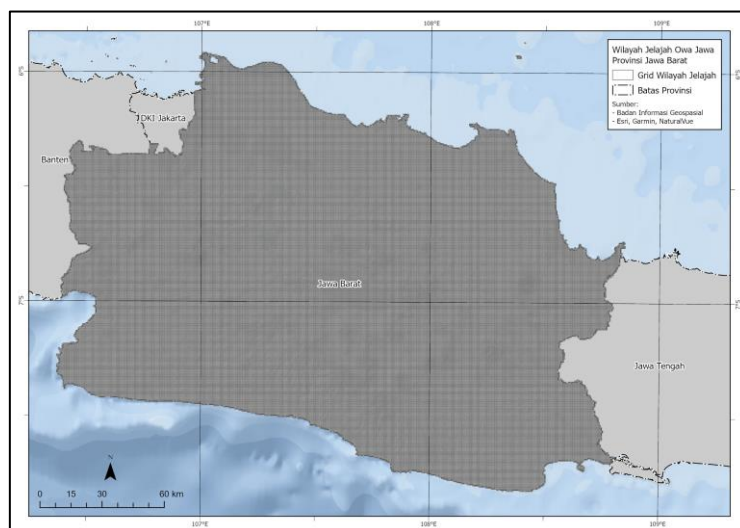 107°E
108°E
Wilayah Jelajah Owa Jawa
Provinsi Jawa Barat
Grid Wilayah Jelajah
Batas Provinsi
Sumber:
- Badan Informasi Geospasial
- Esri, Garmin, NaturalVue
6°S
6°S
DKI Jakarta
Banten
Jawa Barat
7°S
7°S
Jawa Tengah
N
0 15 30 60 km
107°E
108°E
109°E